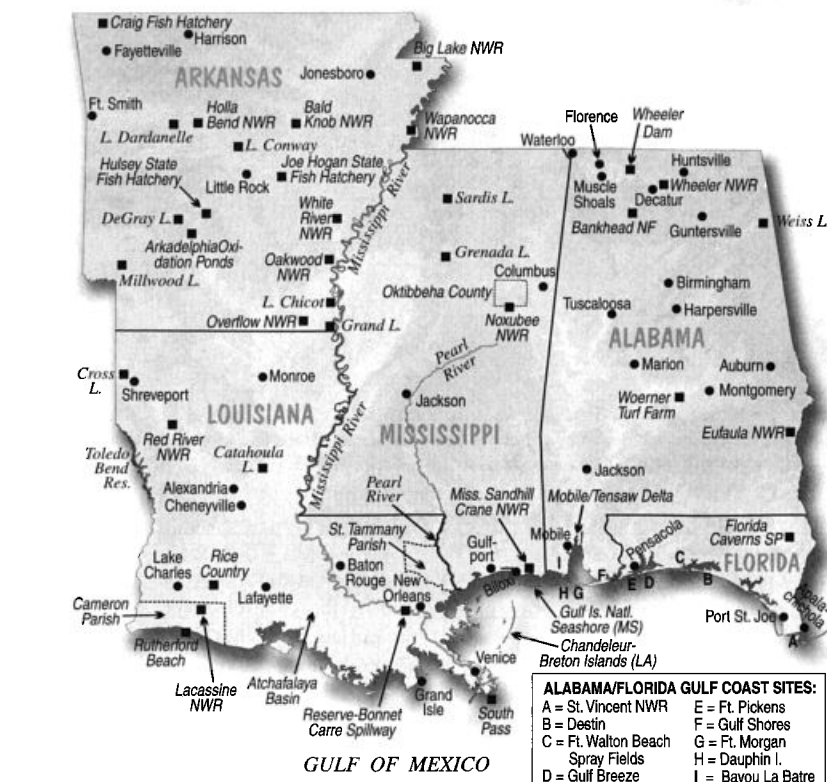 Craig Fish Hatchery
Harrison
Fayetteville
Big Lake NWR
ARKANSAS
Jonesboro
Ft. Smith
Holla
Bend NWR
Bald
Knob NWR
Wapanocca
NWR
L. Dardanelle
L. Conway
Hulsey State
Fish Hatchery
Joe Hogan State
Fish Hatchery
Little Rock
DeGray L.
White
River
NWR
Mississippi River
Arkadelphia Oxi-
dation Ponds
Oakwood
NWR
Millwood L.
L. Chicot
Overflow NWR
Grand L.
Waterloo
Florence
Wheeler
Dam
Huntsville
Muscle
Shoals
Wheeler NWR
Decatur
Bankhead NF
Guntersville
Weiss L.
Sardis L.
Grenada L.
Columbus
Oktibbeha County
Noxubee
NWR
Birmingham
Tuscaloosa
Harpersville
ALABAMA
Pearl
River
Marion
Auburn
Woerner
Turf Farm
Montgomery
Eufaula NWR
Cross
L.
Shreveport
Monroe
LOUISIANA
Jackson
MISSISSIPPI
Mississippi River
Red River
NWR
Toledo
Bend
Res.
Catahoula
L.
Alexandria
Cheneyville
Pearl
River
Miss. Sandhill
Crane NWR
Jackson
Mobile/Tensaw Delta
St. Tammany
Parish
Gulf-
port
Mobile
Pensacola
Florida
Caverns SP
FLORIDA
Lake
Charles
Rice
Country
Lafayette
Baton
Rouge
New
Orleans
Biloxi
I
H G
F
E D
C
B
Apala-
chicola
Port St. Joe
A
Cameron
Parish
Rutherford
Beach
Gulf Is. Natl.
Seashore (MS)
Chandeleur-
Breton Islands (LA)
Lacassine
NWR
Atchafalaya
Basin
Reserve-Bonnet
Carre Spillway
Venice
Grand
Isle
South
Pass
GULF OF MEXICO
ALABAMA/FLORIDA GULF COAST SITES:
A = St. Vincent NWR
B = Destin
C = Ft. Walton Beach
Spray Fields
D = Gulf Breeze
E = Ft. Pickens
F = Gulf Shores
G = Ft. Morgan
H = Dauphin I.
I = Bayou La Batre